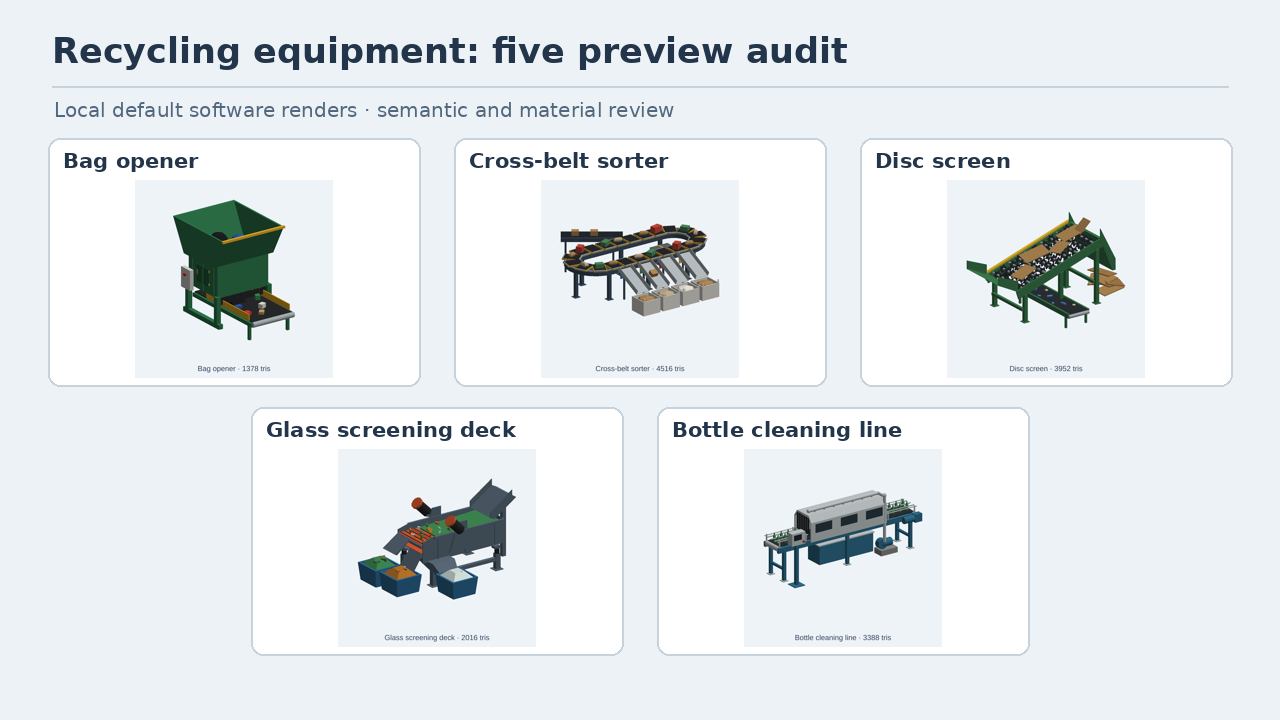 Recycling equipment: five preview audit
Local default software renders · semantic and material review
Bag opener
Cross-belt sorter
Disc screen
Bag opener · 1378 tris
Cross-belt sorter · 4516 tris
Disc screen · 3952 tris
Glass screening deck
Bottle cleaning line
Glass screening deck · 2016 tris
Bottle cleaning line · 3388 tris